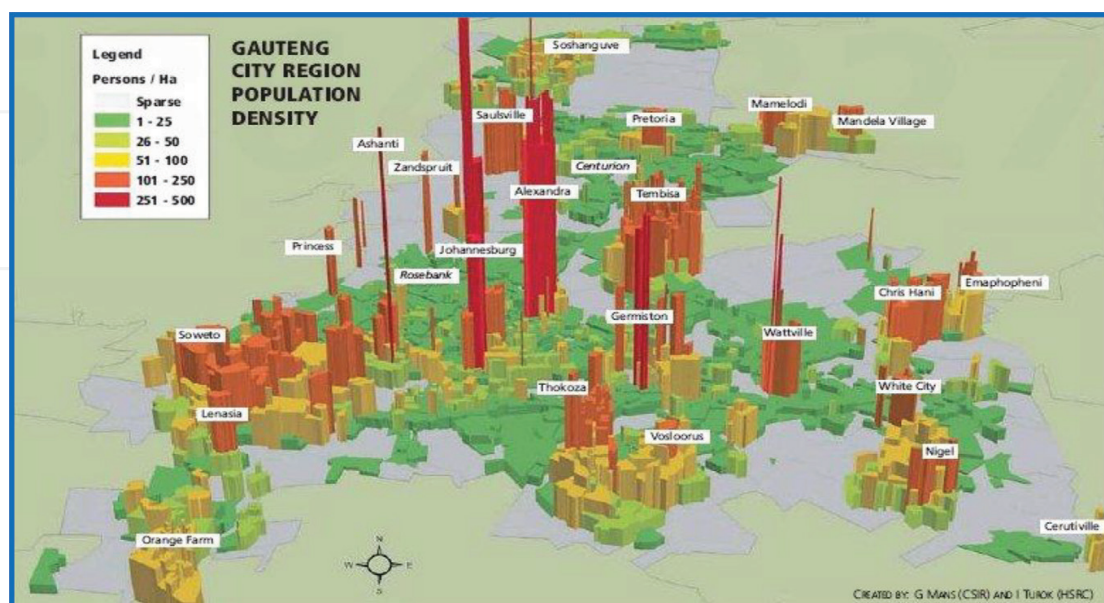 Legend
Persons / Ha
Sparse
1 - 25
26 - 50
51 - 100
101 - 250
251 - 500
GAUTENG
CITY REGION
POPULATION
DENSITY
Soshanguve
Saulsville
Pretoria
Mamelodi
Mandela Village
Ashanti
Zandspruit
Centurion
Alexandra
Tembisa
Princess
Johannesburg
Rosebank
Chris Hani
Emaphopheni
Soweto
Germiston
Wattville
Thokoza
White City
Lenasia
Vosloorus
Nigel
Cerutiville
Orange Farm
N
W E
S
CREATED BY: G MANS (CSIR) AND I TUROK (HSRC)